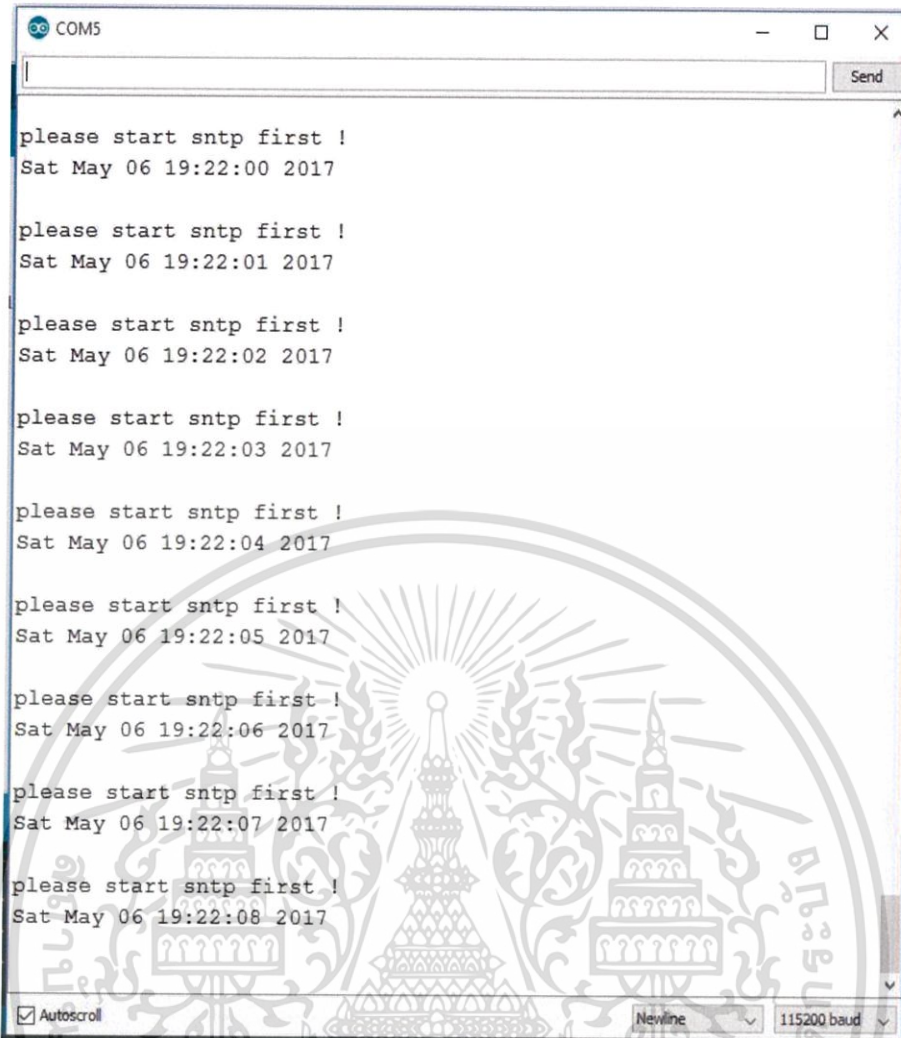 COM5
Send
please start sntp first !
Sat May 06 19:22:00 2017
please start sntp first !
Sat May 06 19:22:01 2017
please start sntp first !
Sat May 06 19:22:02 2017
please start sntp first !
Sat May 06 19:22:03 2017
please start sntp first !
Sat May 06 19:22:04 2017
please start sntp first !
Sat May 06 19:22:05 2017
please start sntp first !
Sat May 06 19:22:06 2017
please start sntp first !
Sat May 06 19:22:07 2017
please start sntp first !
Sat May 06 19:22:08 2017
Autoscroll
Newline
115200 baud